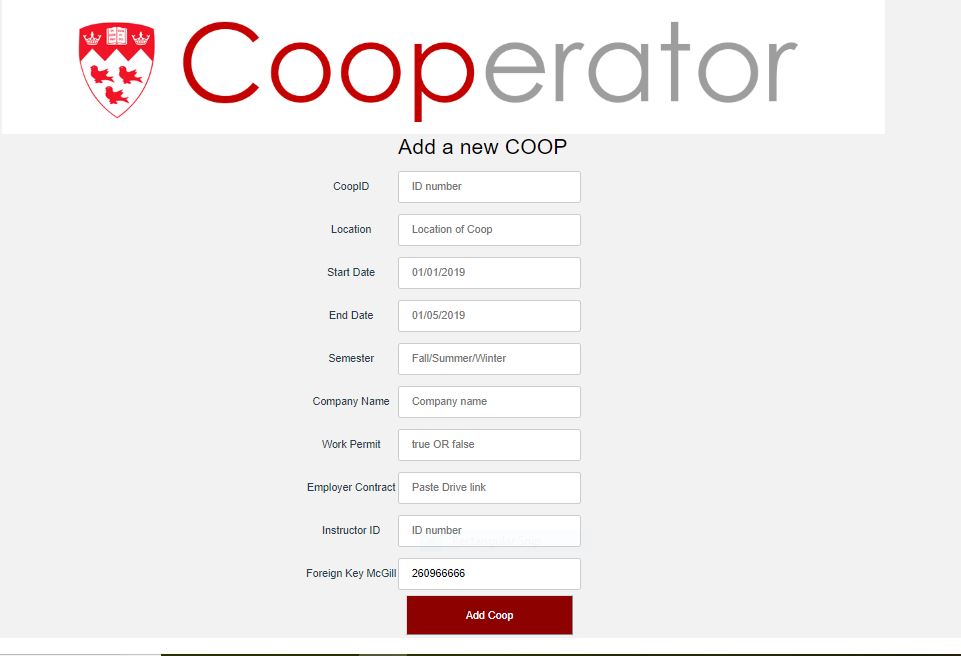 Cooperator
Add a new COOP
CoopID ID number
Location Location of Coop
Start Date 01/01/2019
End Date 01/05/2019
Semester Fall/Summer/Winter
Company Name Company name
Work Permit true OR false
Employer Contract Paste Drive link
Instructor ID ID number
Rectangular Snip
Foreign Key McGill 260966666
Add Coop